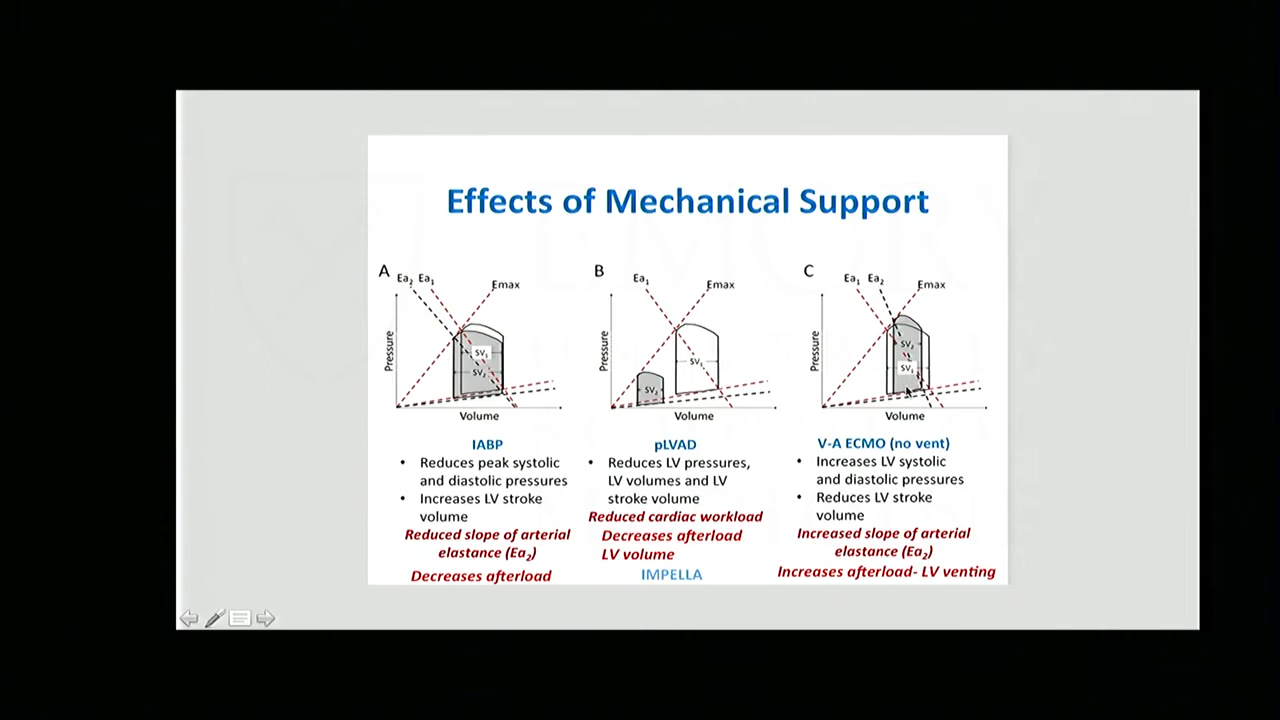 Effects of Mechanical Support
A
Ea2 Ea1
Emax
Pressure
SV1
SV2
Volume
B
Ea1
Emax
Pressure
SV1
SV2
Volume
C
Ea1 Ea2
Emax
Pressure
SV2
SV1
Volume
IABP
• Reduces peak systolic
and diastolic pressures
• Increases LV stroke
volume
Reduced slope of arterial
elastance (Ea2)
Decreases afterload
pLVAD
• Reduces LV pressures,
LV volumes and LV
stroke volume
Reduced cardiac workload
Decreases afterload
LV volume
IMPELLA
V-A ECMO (no vent)
• Increases LV systolic
and diastolic pressures
• Reduces LV stroke
volume
Increased slope of arterial
elastance (Ea2)
Increases afterload- LV venting